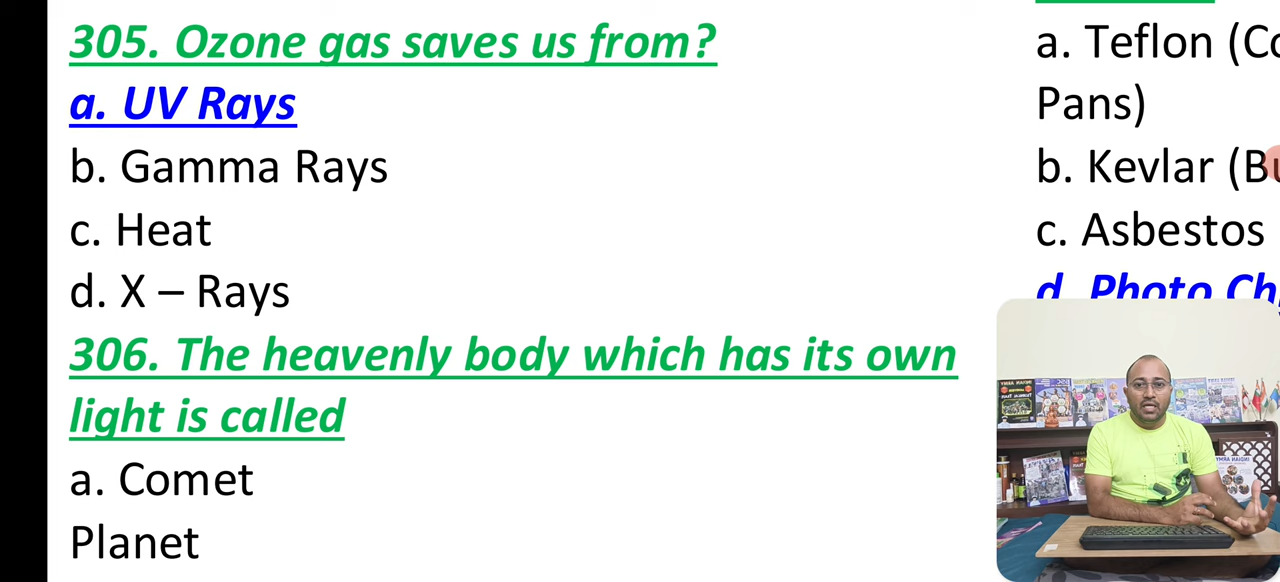 305. Ozone gas saves us from?
a. UV Rays
b. Gamma Rays
c. Heat
d. X – Rays
306. The heavenly body which has its own
light is called
a. Comet
Planet
a. Teflon
Pans)
b. Kevlar
c. Asbestos
d. Photo